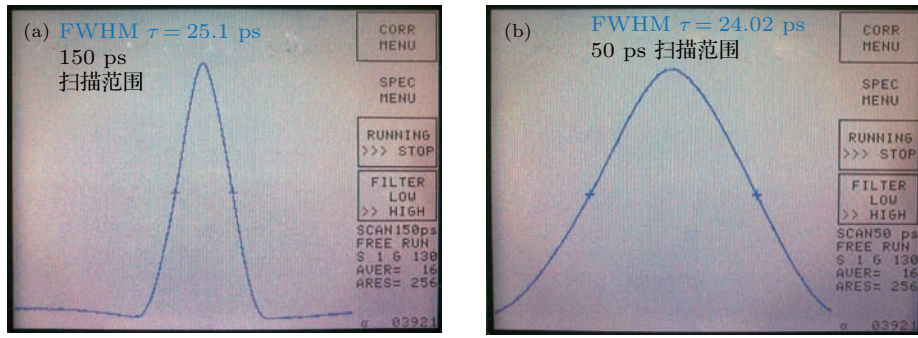 (a) FWHM τ = 25.1 ps
150 ps
扫描范围
CORR
MENU
SPEC
MENU
RUNNING
>>> STOP
FILTER
LOW
>> HIGH
SCAN150ps
FREE RUN
S 1 G 130
AVER= 16
ARES= 256
α 03921
(b) FWHM τ = 24.02 ps
50 ps 扫描范围
CORR
MENU
SPEC
MENU
RUNNING
>>> STOP
FILTER
LOW
>> HIGH
SCAN50 ps
FREE RUN
S 1 G 130
AVER= 16
ARES= 256
α 03921